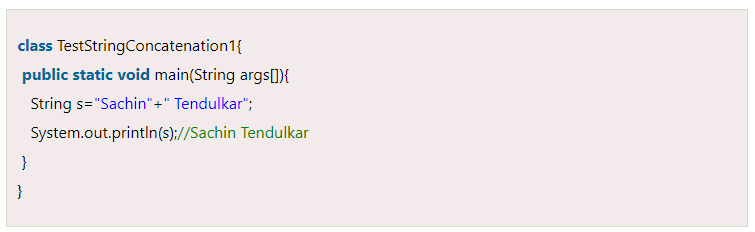 class TestStringConcatenation1{
public static void main(String args[]){
String s="Sachin"+" Tendulkar";
System.out.println(s);//Sachin Tendulkar
}
}